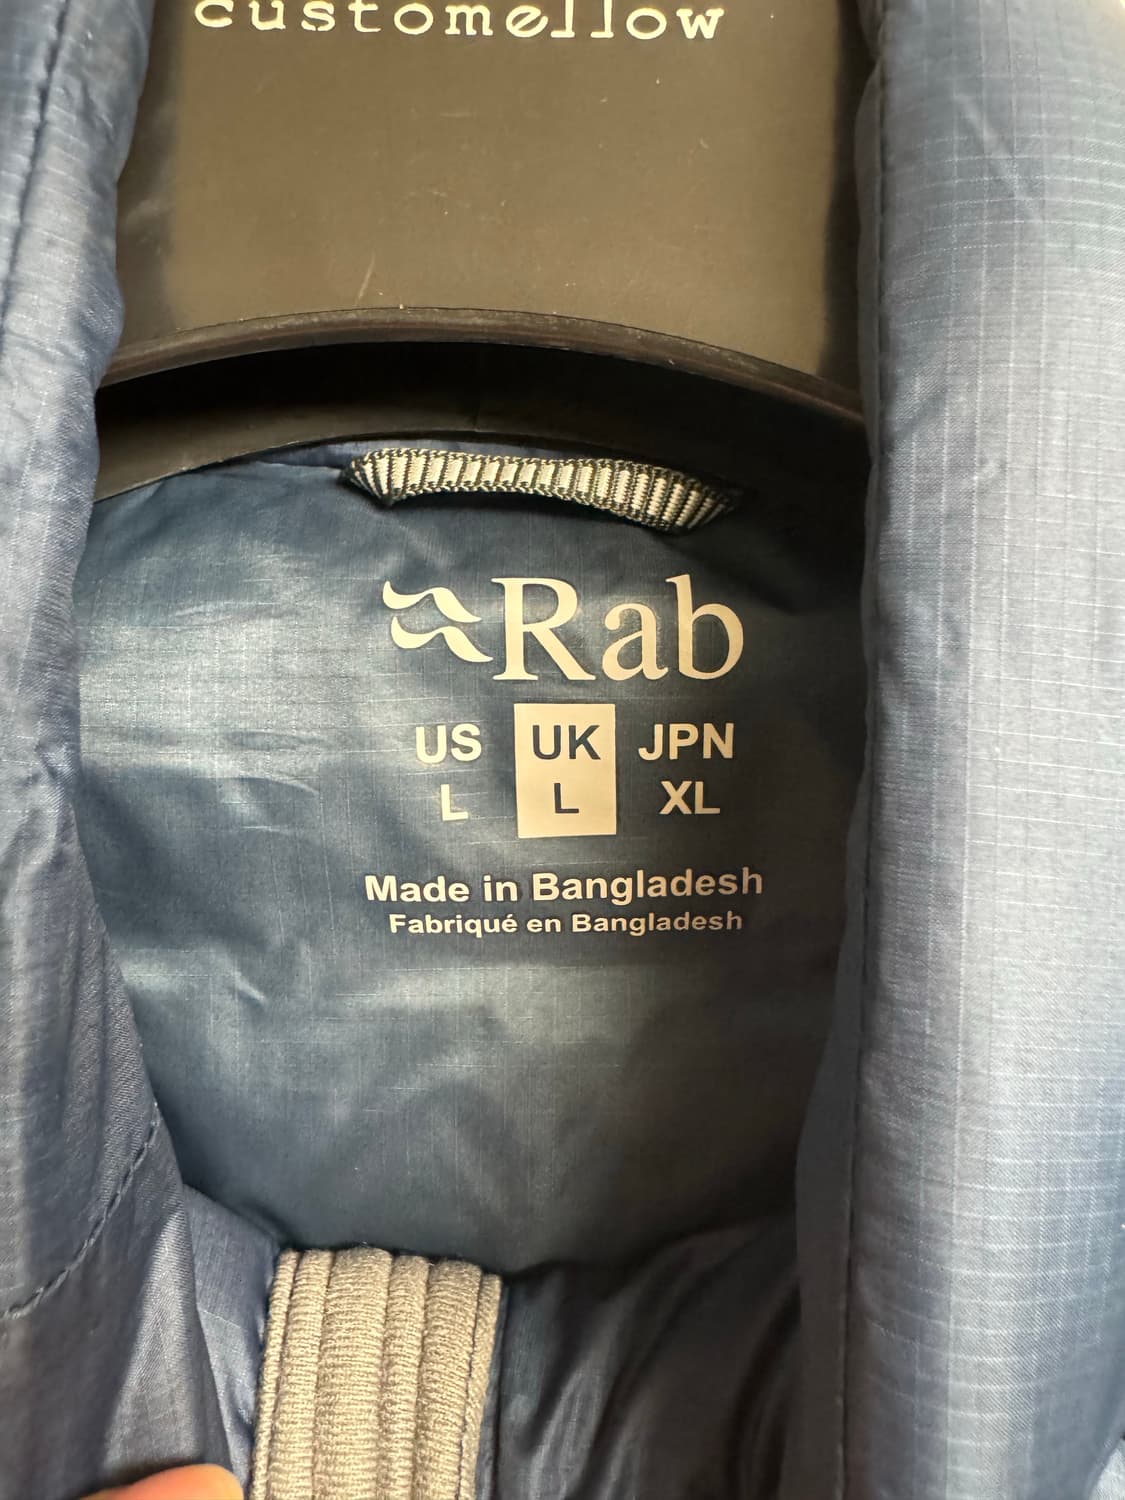 customellow
Rab
US UK JPN
L L XL
Made in Bangladesh
Fabriqué en Bangladesh